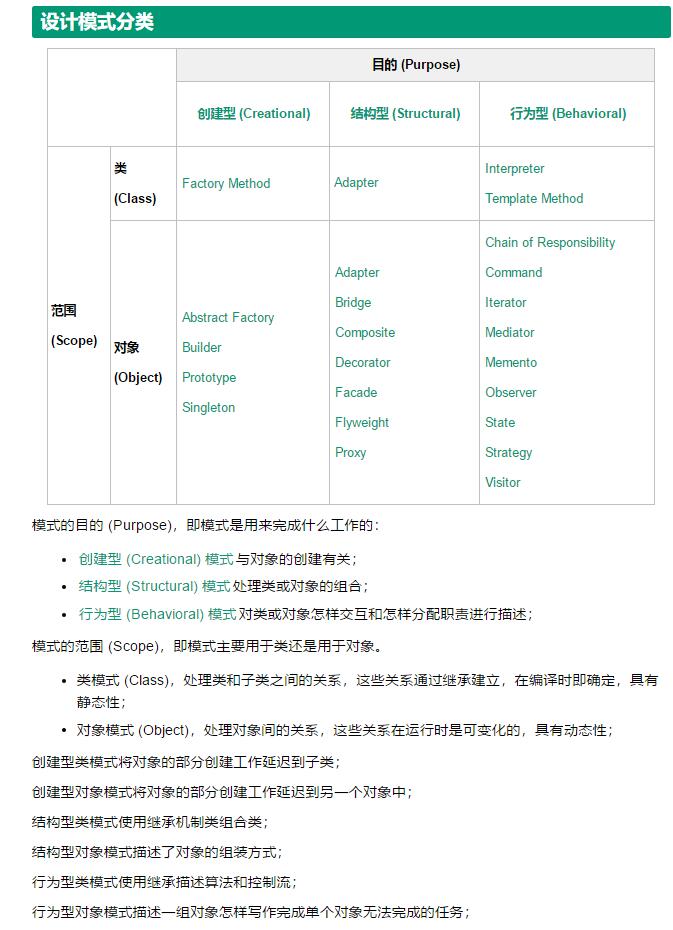 设计模式分类
目的 (Purpose)
创建型 (Creational)
结构型 (Structural)
行为型 (Behavioral)
范围
(Scope)
类
(Class)
Factory Method
Adapter
Interpreter
Template Method
对象
(Object)
Abstract Factory
Builder
Prototype
Singleton
Adapter
Bridge
Composite
Decorator
Facade
Flyweight
Proxy
Chain of Responsibility
Command
Iterator
Mediator
Memento
Observer
State
Strategy
Visitor
模式的目的 (Purpose)，即模式是用来完成什么工作的：
• 创建型 (Creational) 模式与对象的创建有关；
• 结构型 (Structural) 模式处理类或对象的组合；
• 行为型 (Behavioral) 模式对类或对象怎样交互和怎样分配职责进行描述；
模式的范围 (Scope)，即模式主要用于类还是用于对象。
• 类模式 (Class)，处理类和子类之间的关系，这些关系通过继承建立，在编译时即确定，具有
静态性；
• 对象模式 (Object)，处理对象间的关系，这些关系在运行时是可变化的，具有动态性；
创建型类模式将对象的部分创建工作延迟到子类；
创建型对象模式将对象的部分创建工作延迟到另一个对象中；
结构型类模式使用继承机制类组合类；
结构型对象模式描述了对象的组装方式；
行为型类模式使用继承描述算法和控制流；
行为型对象模式描述一组对象怎样写作完成单个对象无法完成的任务；